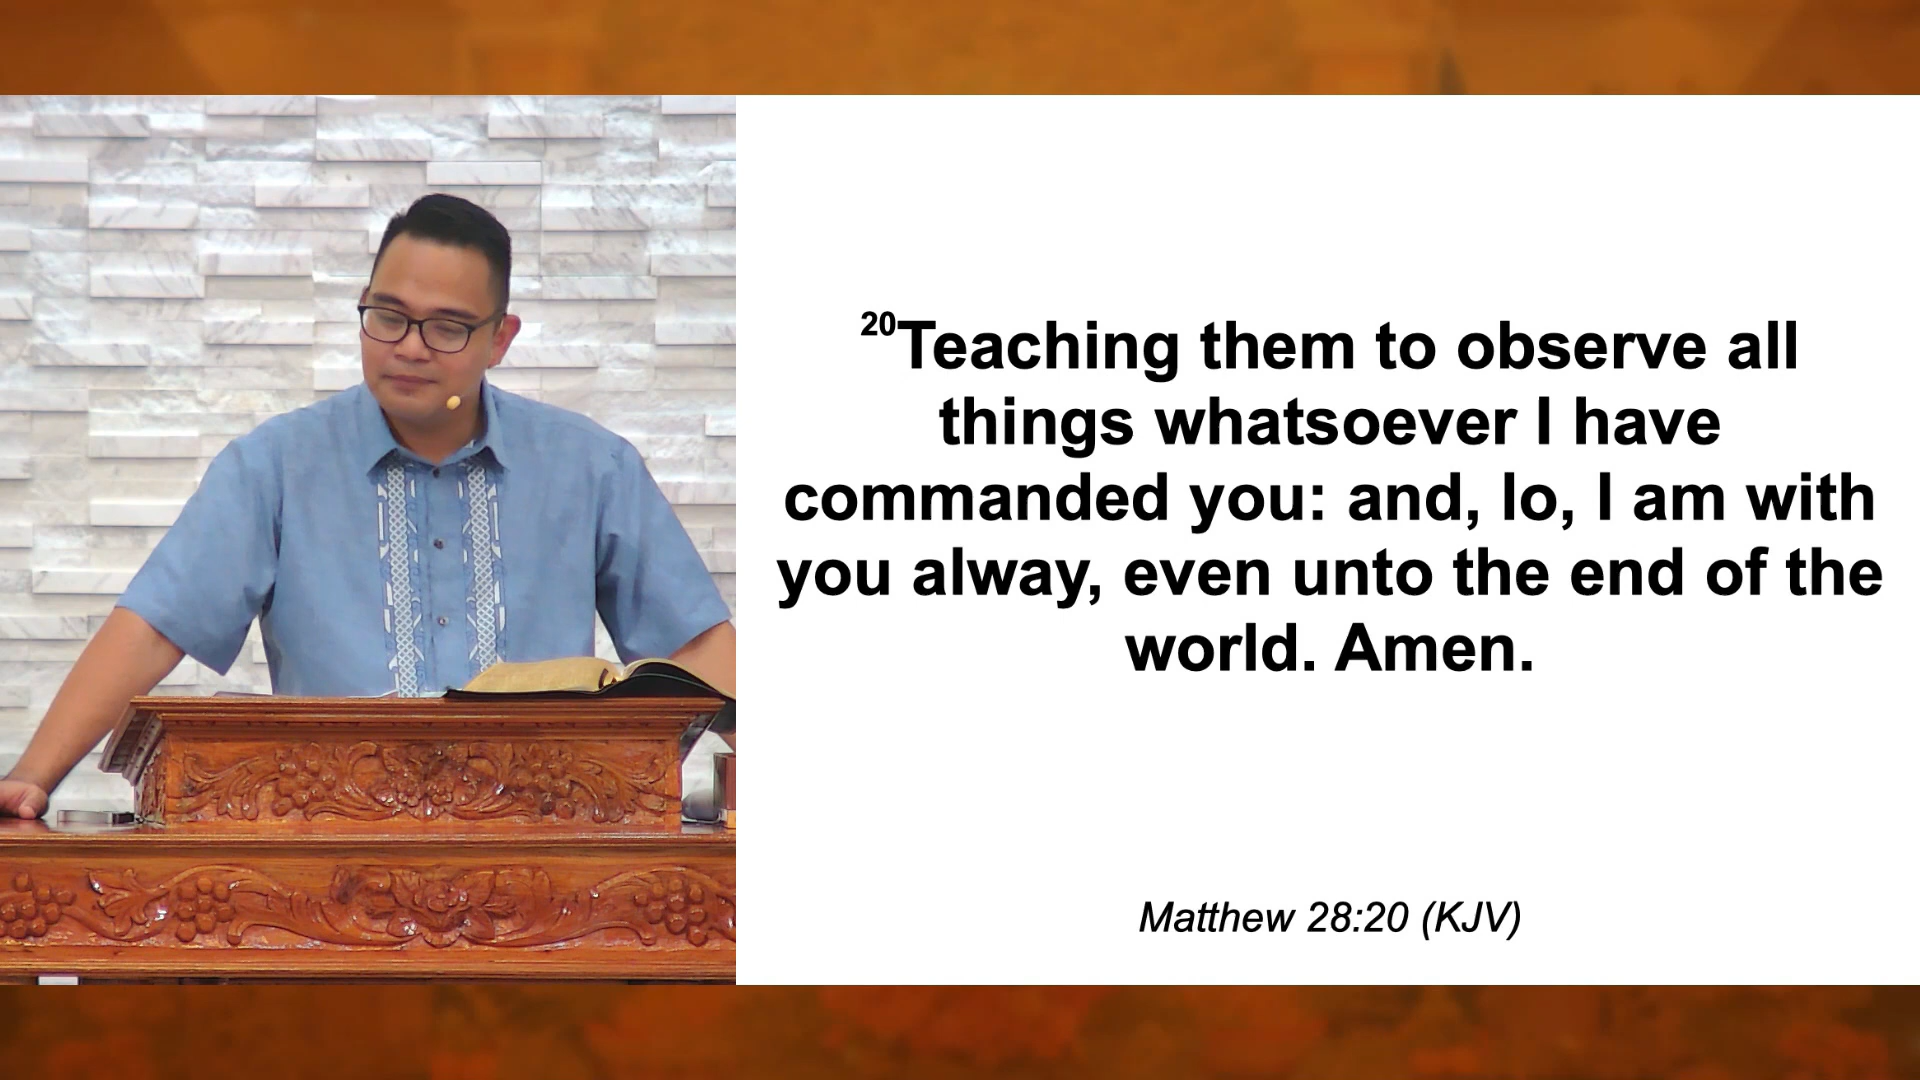 20Teaching them to observe all
things whatsoever I have
commanded you: and, lo, I am with
you alway, even unto the end of the
world. Amen.
Matthew 28:20 (KJV)